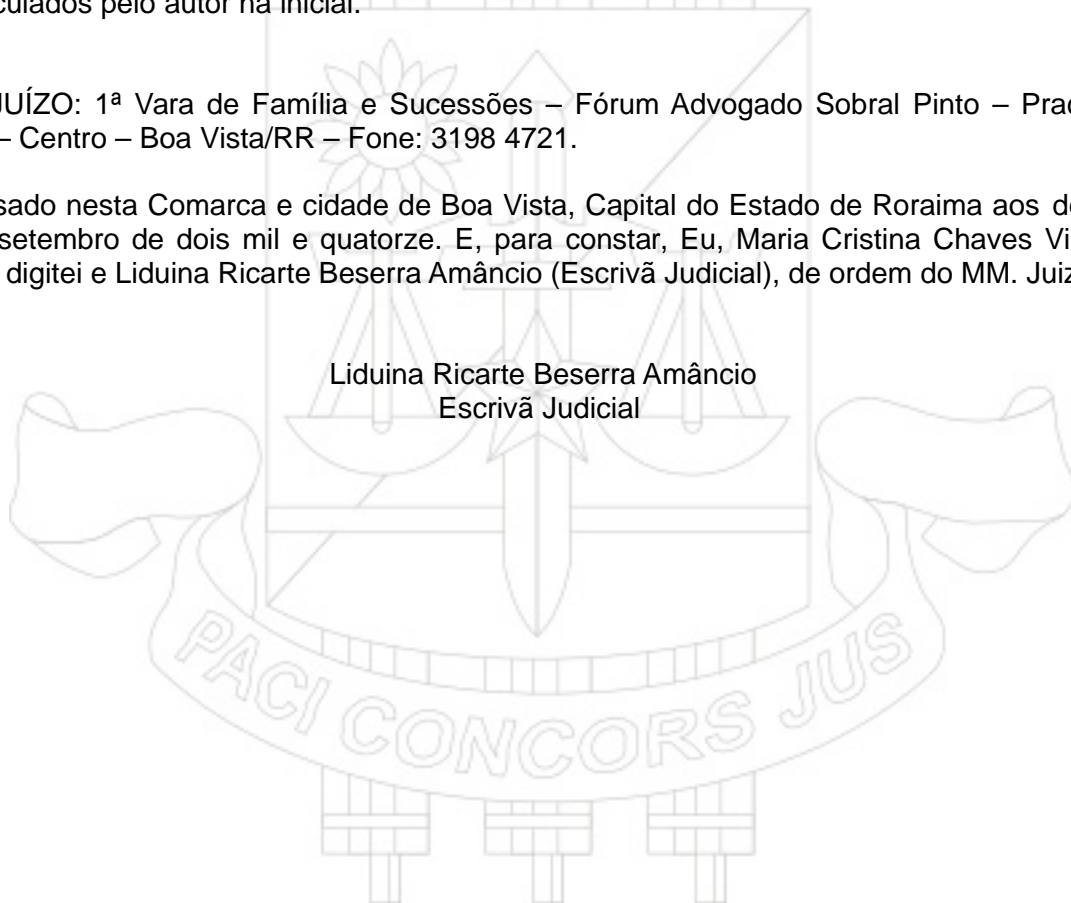 culados pelo autor na inicial.
JUÍZO: 1ª Vara de Família e Sucessões – Fórum Advogado Sobral Pinto –
– Centro – Boa Vista/RR – Fone: 3198 4721.
sado nesta Comarca e cidade de Boa Vista, Capital do Estado de Roraima aos
setembro de dois mil e quatorze. E, para constar, Eu, Maria Cristina Chaves
digitei e Liduina Ricarte Beserra Amâncio (Escrivã Judicial), de ordem do MM. Juiz
Liduina Ricarte Beserra Amâncio
Escrivã Judicial
PACI CONCORS JUS